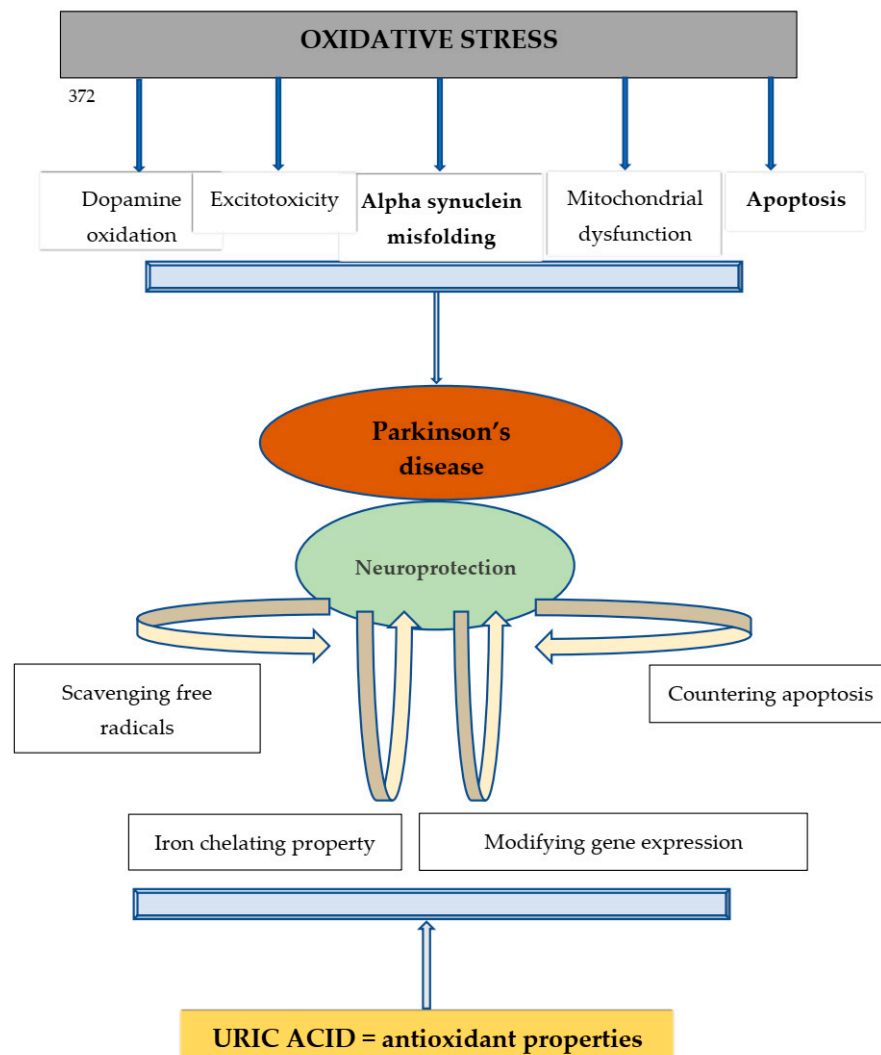 OXIDATIVE STRESS
372
Dopamine
oxidation
Excitotoxicity
Alpha synuclein
misfolding
Mitochondrial
dysfunction
Apoptosis
Parkinson’s
disease
Neuroprotection
Scavenging free
radicals
Countering apoptosis
Iron chelating property
Modifying gene expression
URIC ACID = antioxidant properties